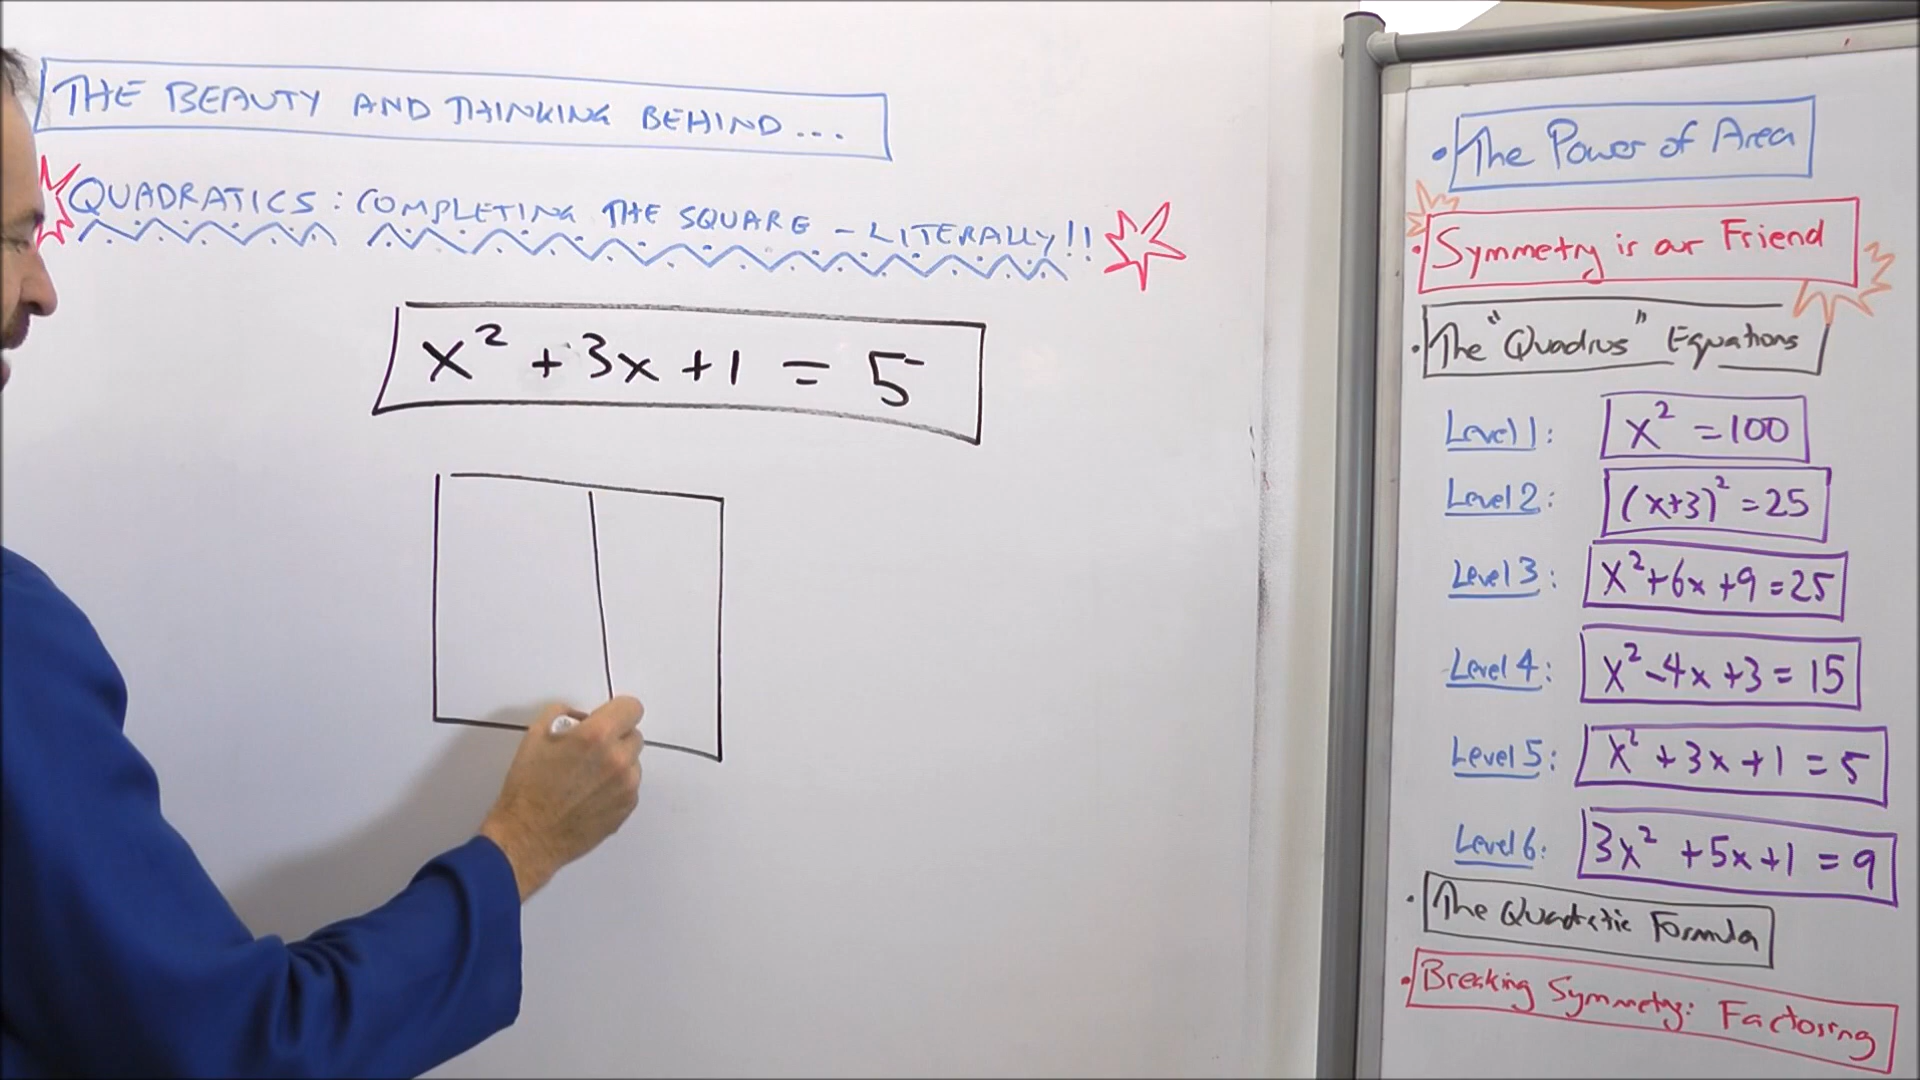 THE BEAUTY AND THINKING BEHIND...
QUADRATICS: COMPLETING THE SQUARE - LITERALLY!!
x² + 3x + 1 = 5
• The Power of Area
• Symmetry is our Friend
• The "Quadrus" Equations
Level 1: x² = 100
Level 2: (x+3)² = 25
Level 3: x² + 6x + 9 = 25
Level 4: x² - 4x + 3 = 15
Level 5: x² + 3x + 1 = 5
Level 6: 3x² + 5x + 1 = 9
• The Quadratic Formula
• Breaking Symmetry: Factoring